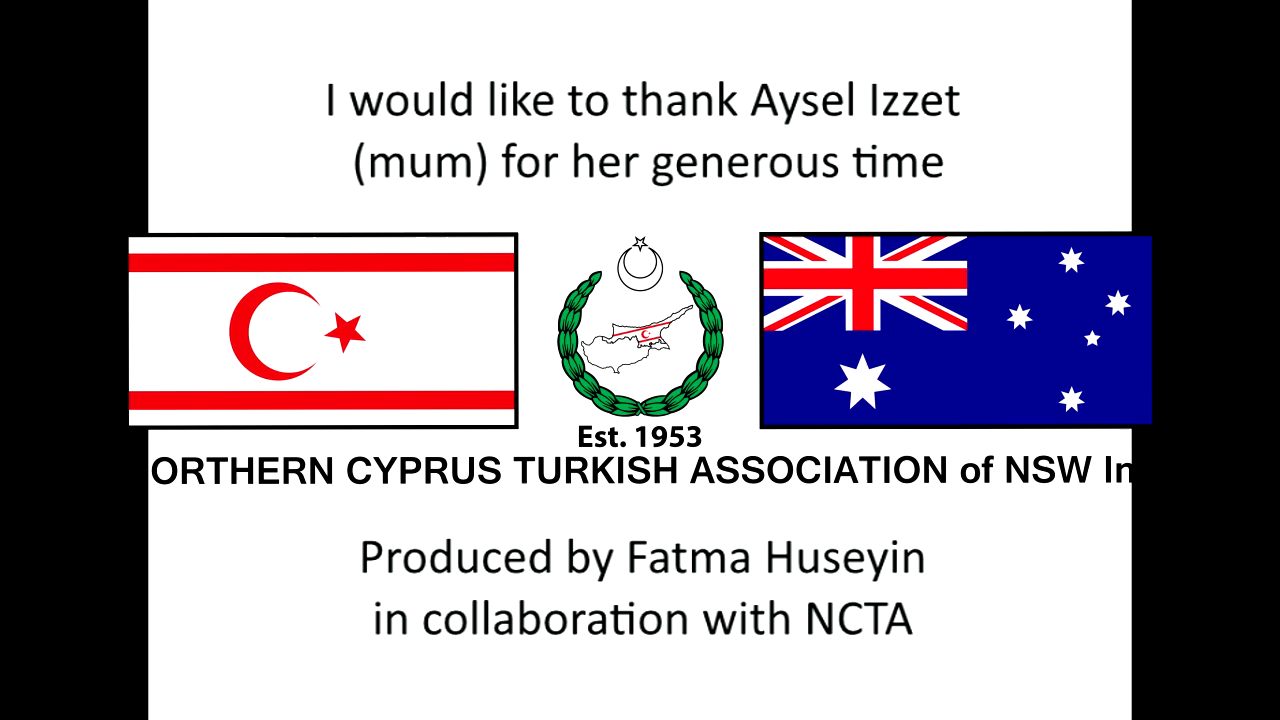 I would like to thank Aysel Izzet
(mum) for her generous time
Est. 1953
ORTHERN CYPRUS TURKISH ASSOCIATION of NSW In
Produced by Fatma Huseyin
in collaboration with NCTA